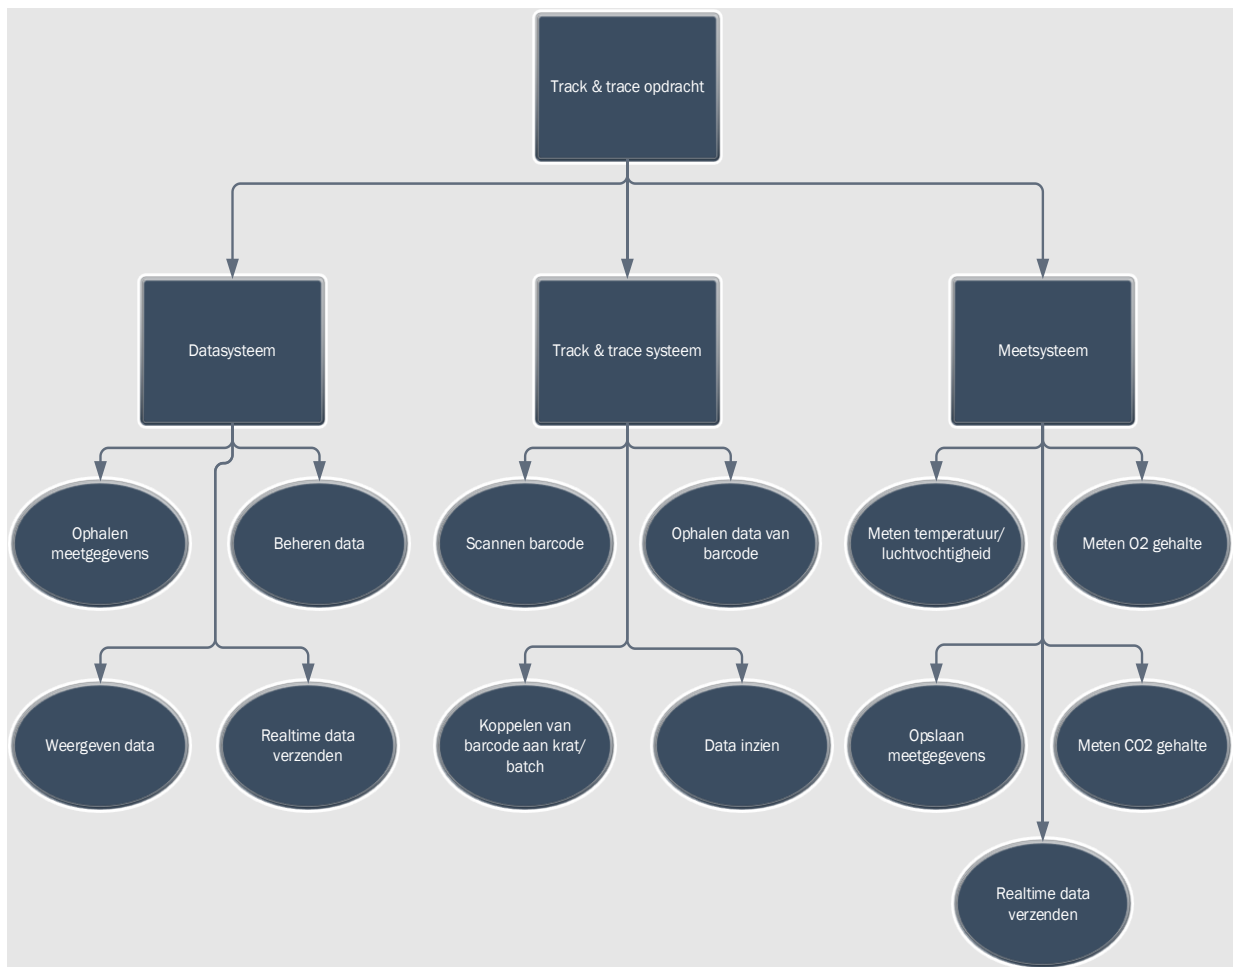 Track & trace opdracht
Datasysteem
Track & trace systeem
Meetsysteem
Ophalen
meetgegevens
Beheren data
Scannen barcode
Ophalen data van
barcode
Meten temperatuur/
luchtvochtigheid
Meten O2 gehalte
Weergeven data
Realtime data
verzenden
Koppelen van
barcode aan krat/
batch
Data inzien
Opslaan
meetgegevens
Meten CO2 gehalte
Realtime data
verzenden